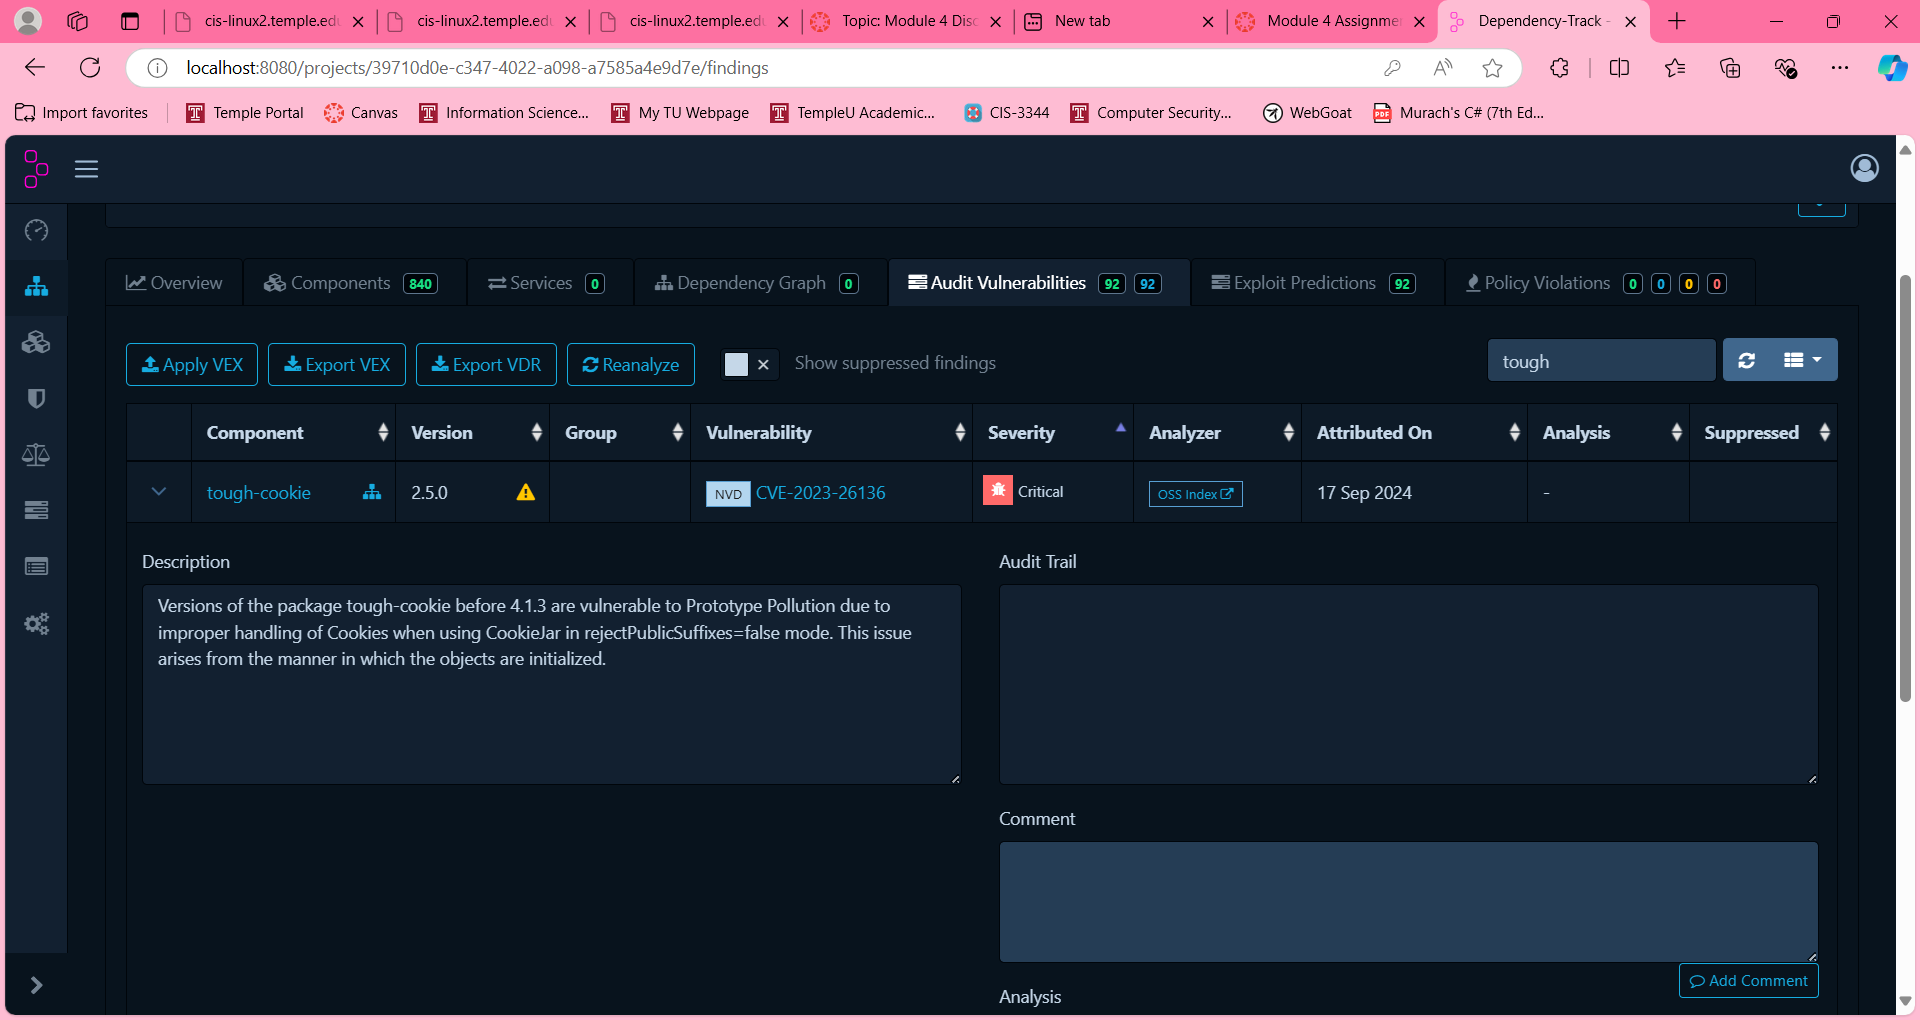 cis-linux2.temple.edu
cis-linux2.temple.edu
cis-linux2.temple.edu
Topic: Module 4 Disc
New tab
Module 4 Assignme
Dependency-Track -
localhost:8080/projects/39710d0e-c347-4022-a098-a7585a4e9d7e/findings
Import favorites
Temple Portal
Canvas
Information Science...
My TU Webpage
TempleU Academic...
CIS-3344
Computer Security...
WebGoat
Murach's C# (7th Ed...
Overview
Components 840
Services 0
Dependency Graph 0
Audit Vulnerabilities 92 92
Exploit Predictions 92
Policy Violations 0 0 0 0
Apply VEX
Export VEX
Export VDR
Reanalyze
Show suppressed findings
tough
Component Version Group Vulnerability Severity Analyzer Attributed On Analysis Suppressed
tough-cookie 2.5.0 NVD CVE-2023-26136 Critical OSS Index 17 Sep 2024 -
Description
Versions of the package tough-cookie before 4.1.3 are vulnerable to Prototype Pollution due to
improper handling of Cookies when using CookieJar in rejectPublicSuffixes=false mode. This issue
arises from the manner in which the objects are initialized.
Audit Trail
Comment
Add Comment
Analysis